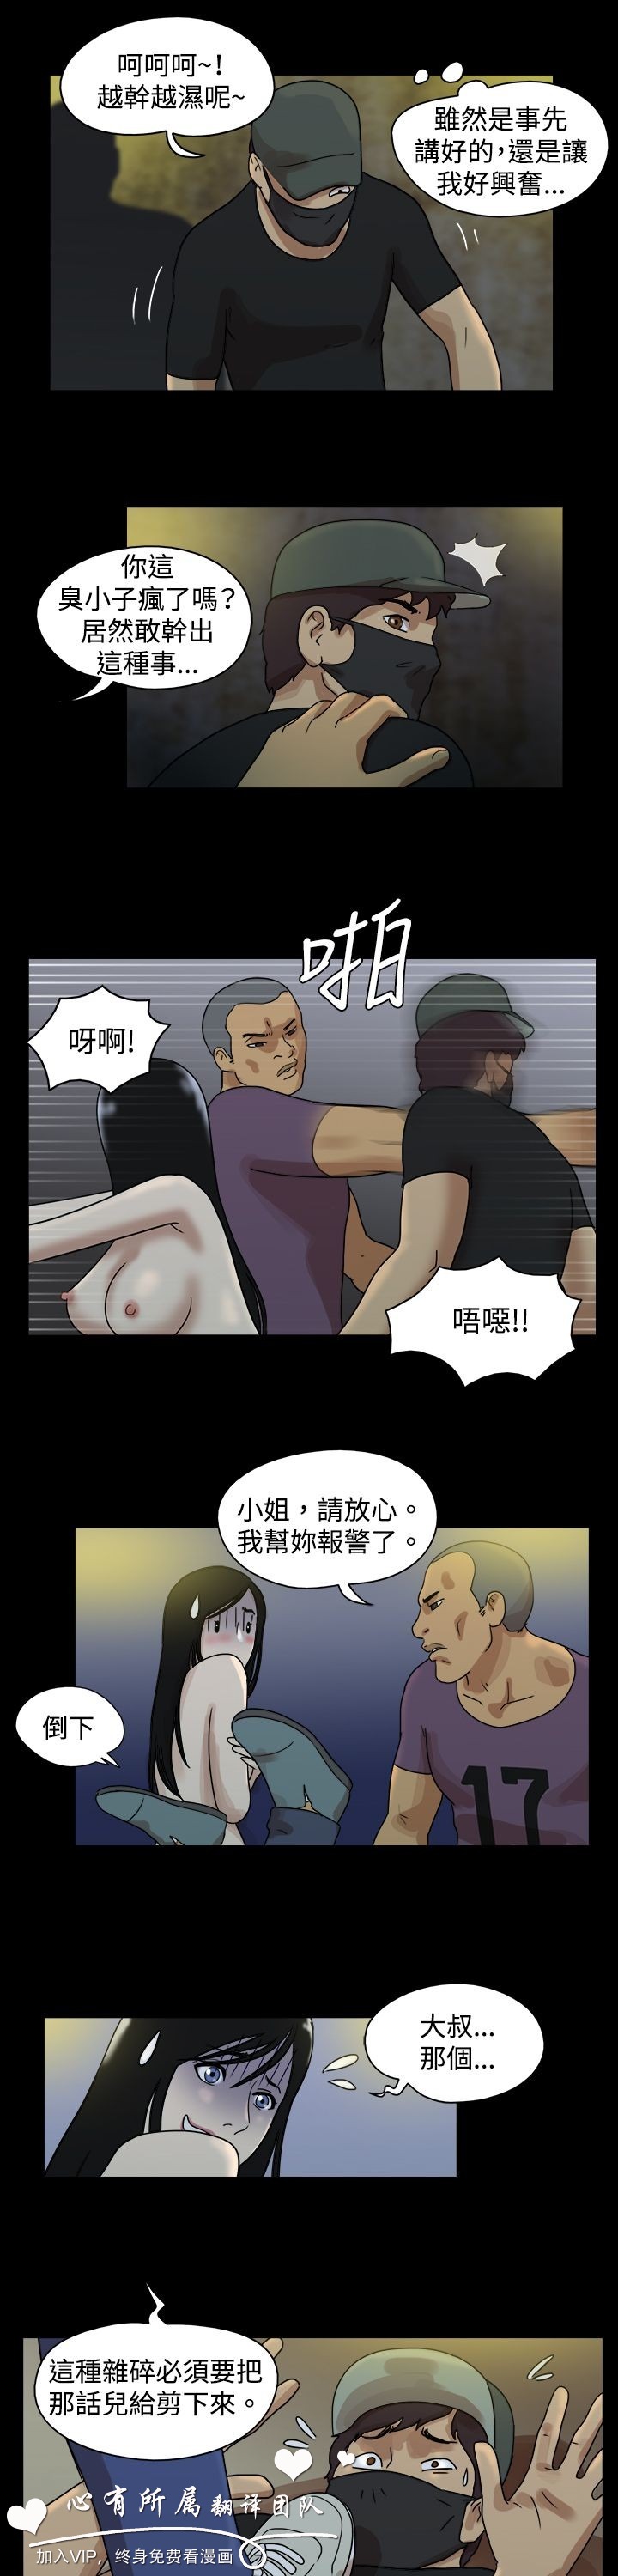 呵呵呵~!
越幹越濕呢~
雖然是事先
講好的,還是讓
我好興奮...
你這
臭小子瘋了嗎?
居然敢幹出
這種事...
啪
呀啊!
唔噁!!
小姐，請放心。
我幫妳報警了。
倒下
大叔...
那個...
這種雜碎必須要把
那話兒給剪下來。
17
心有所属翻译团队
加入VIP，终身免费看漫画